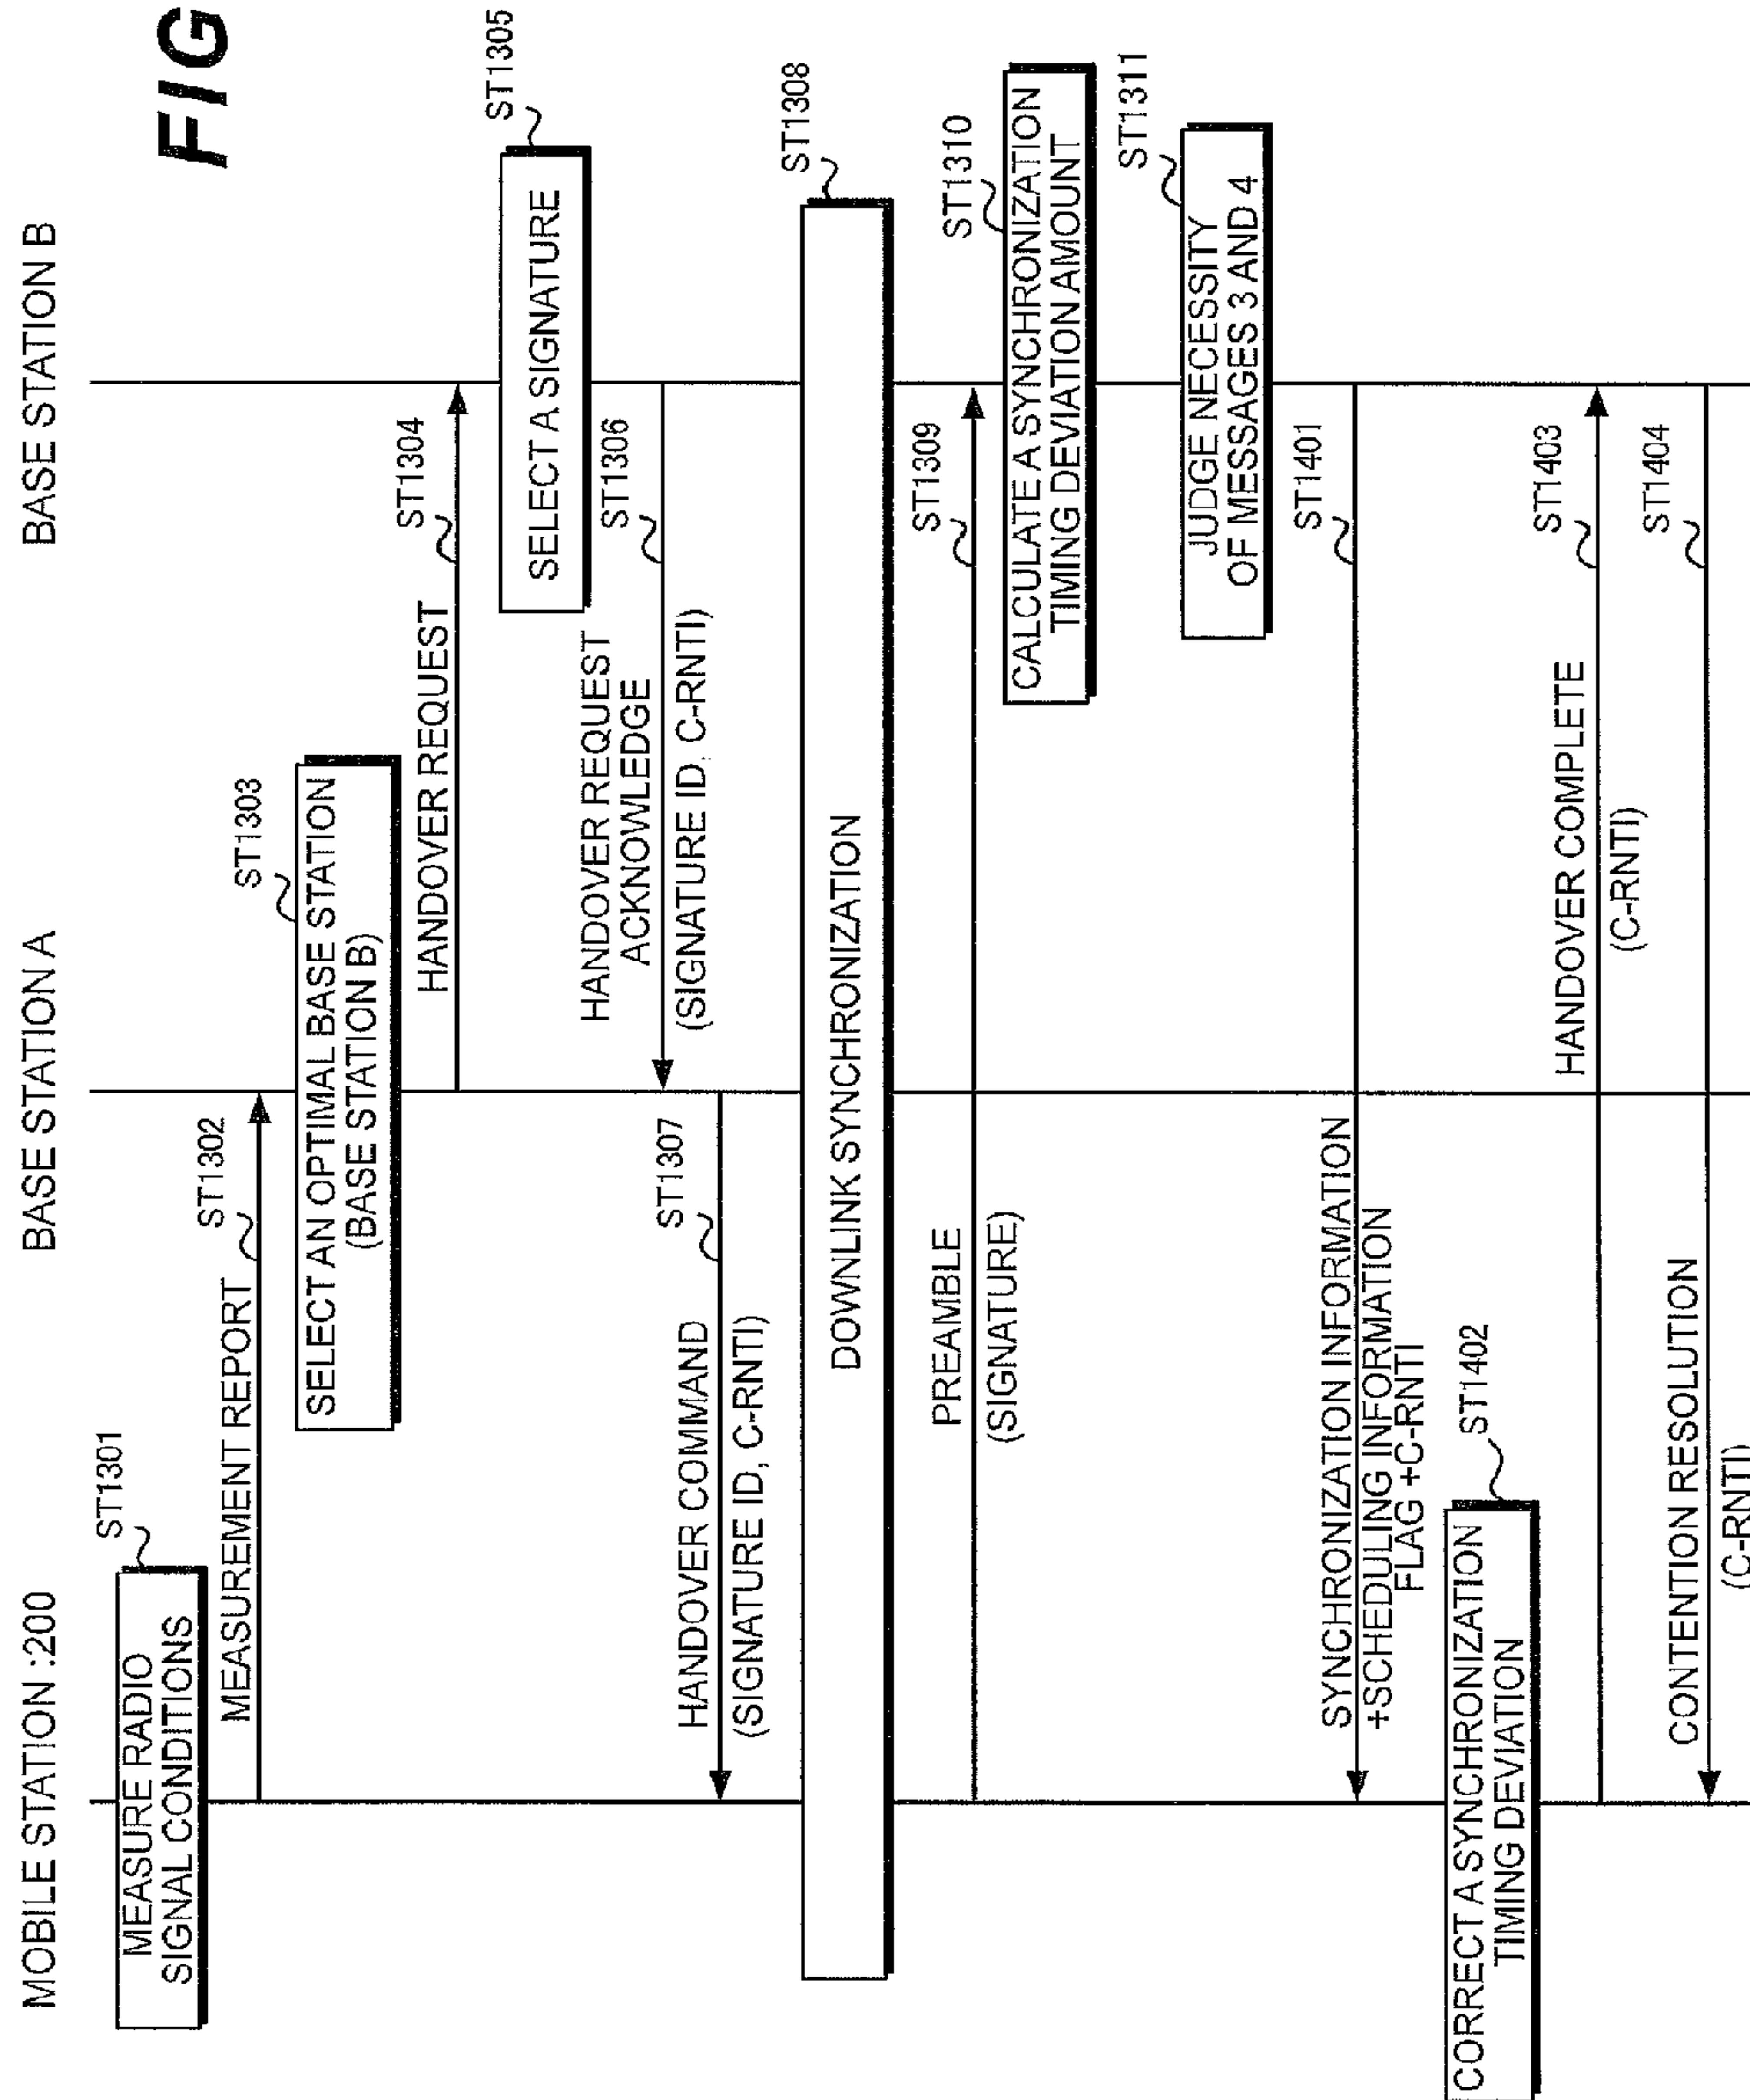 FIG
MOBILE STATION :200
BASE STATION A
BASE STATION B
ST1301
MEASURE RADIO
SIGNAL CONDITIONS
ST1302
MEASUREMENT REPORT
ST1303
SELECT AN OPTIMAL BASE STATION
(BASE STATION B)
ST1304
HANDOVER REQUEST
ST1305
SELECT A SIGNATURE
ST1306
HANDOVER REQUEST
ACKNOWLEDGE
(SIGNATURE ID, C-RNTI)
ST1307
HANDOVER COMMAND
(SIGNATURE ID, C-RNTI)
ST1308
DOWNLINK SYNCHRONIZATION
ST1309
PREAMBLE
(SIGNATURE)
ST1310
CALCULATE A SYNCHRONIZATION
TIMING DEVIATION AMOUNT
ST1311
JUDGE NECESSITY
OF MESSAGES 3 AND 4
ST1401
SYNCHRONIZATION INFORMATION
+SCHEDULING INFORMATION
FLAG +C-RNTI
ST1402
CORRECT A SYNCHRONIZATION
TIMING DEVIATION
ST1403
HANDOVER COMPLETE
(C-RNTI)
ST1404
CONTENTION RESOLUTION
(C-RNTI)